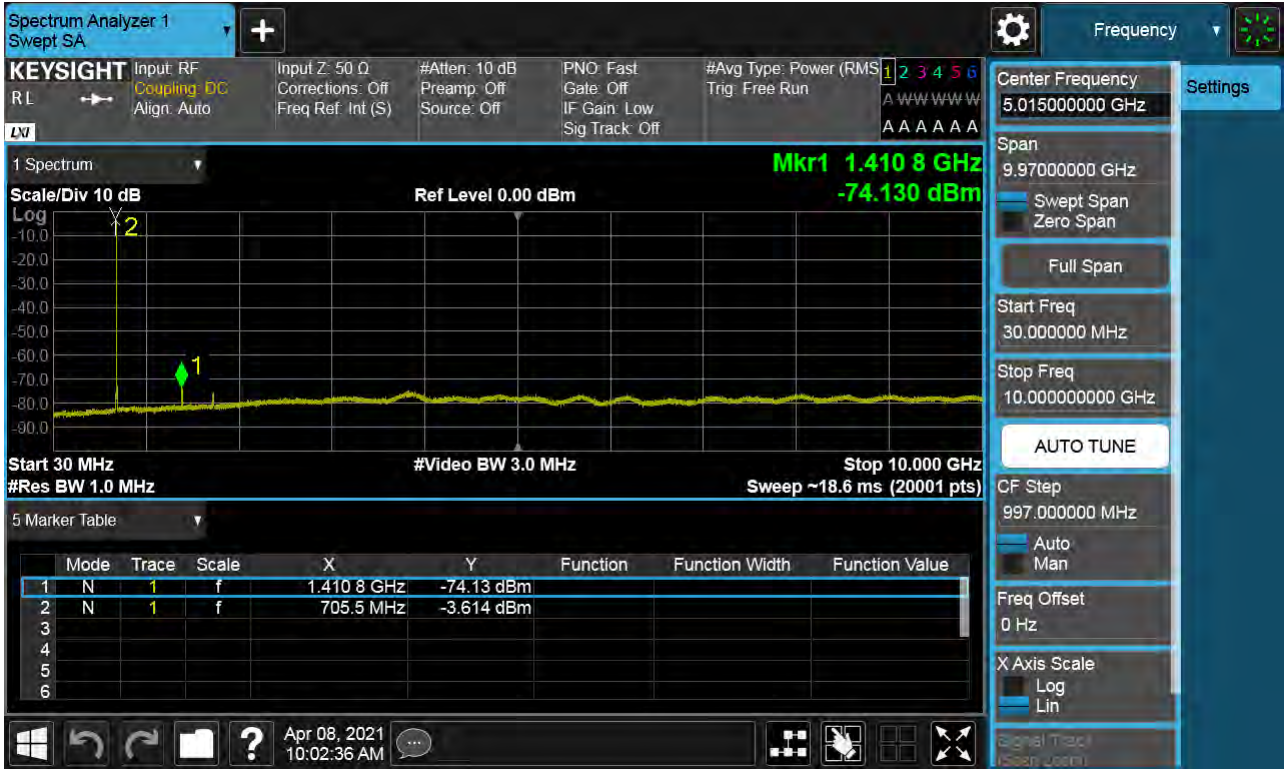 Spectrum Analyzer 1
Swept SA
Frequency
KEYSIGHT
R L
LXI
Input: RF
Coupling: DC
Align: Auto
Input Z: 50 Ω
Corrections: Off
Freq Ref: Int (S)
#Atten: 10 dB
Preamp: Off
Source: Off
PNO: Fast
Gate: Off
IF Gain: Low
Sig Track: Off
#Avg Type: Power (RMS
Trig: Free Run
1 2 3 4 5 6
A W W W W W
A A A A A A
1 Spectrum
Mkr1 1.410 8 GHz
-74.130 dBm
Scale/Div 10 dB
Ref Level 0.00 dBm
Log
-10.0
-20.0
-30.0
-40.0
-50.0
-60.0
-70.0
-80.0
-90.0
2
1
Start 30 MHz
#Video BW 3.0 MHz
Stop 10.000 GHz
#Res BW 1.0 MHz
Sweep ~18.6 ms (20001 pts)
5 Marker Table
Mode Trace Scale X Y Function Function Width Function Value
1 N 1 f 1.410 8 GHz -74.13 dBm
2 N 1 f 705.5 MHz -3.614 dBm
3
4
5
6
Apr 08, 2021
10:02:36 AM
Center Frequency
5.015000000 GHz
Settings
Span
9.97000000 GHz
Swept Span
Zero Span
Full Span
Start Freq
30.000000 MHz
Stop Freq
10.000000000 GHz
AUTO TUNE
CF Step
997.000000 MHz
Auto
Man
Freq Offset
0 Hz
X Axis Scale
Log
Lin
Signal Track
(Span Zoom)